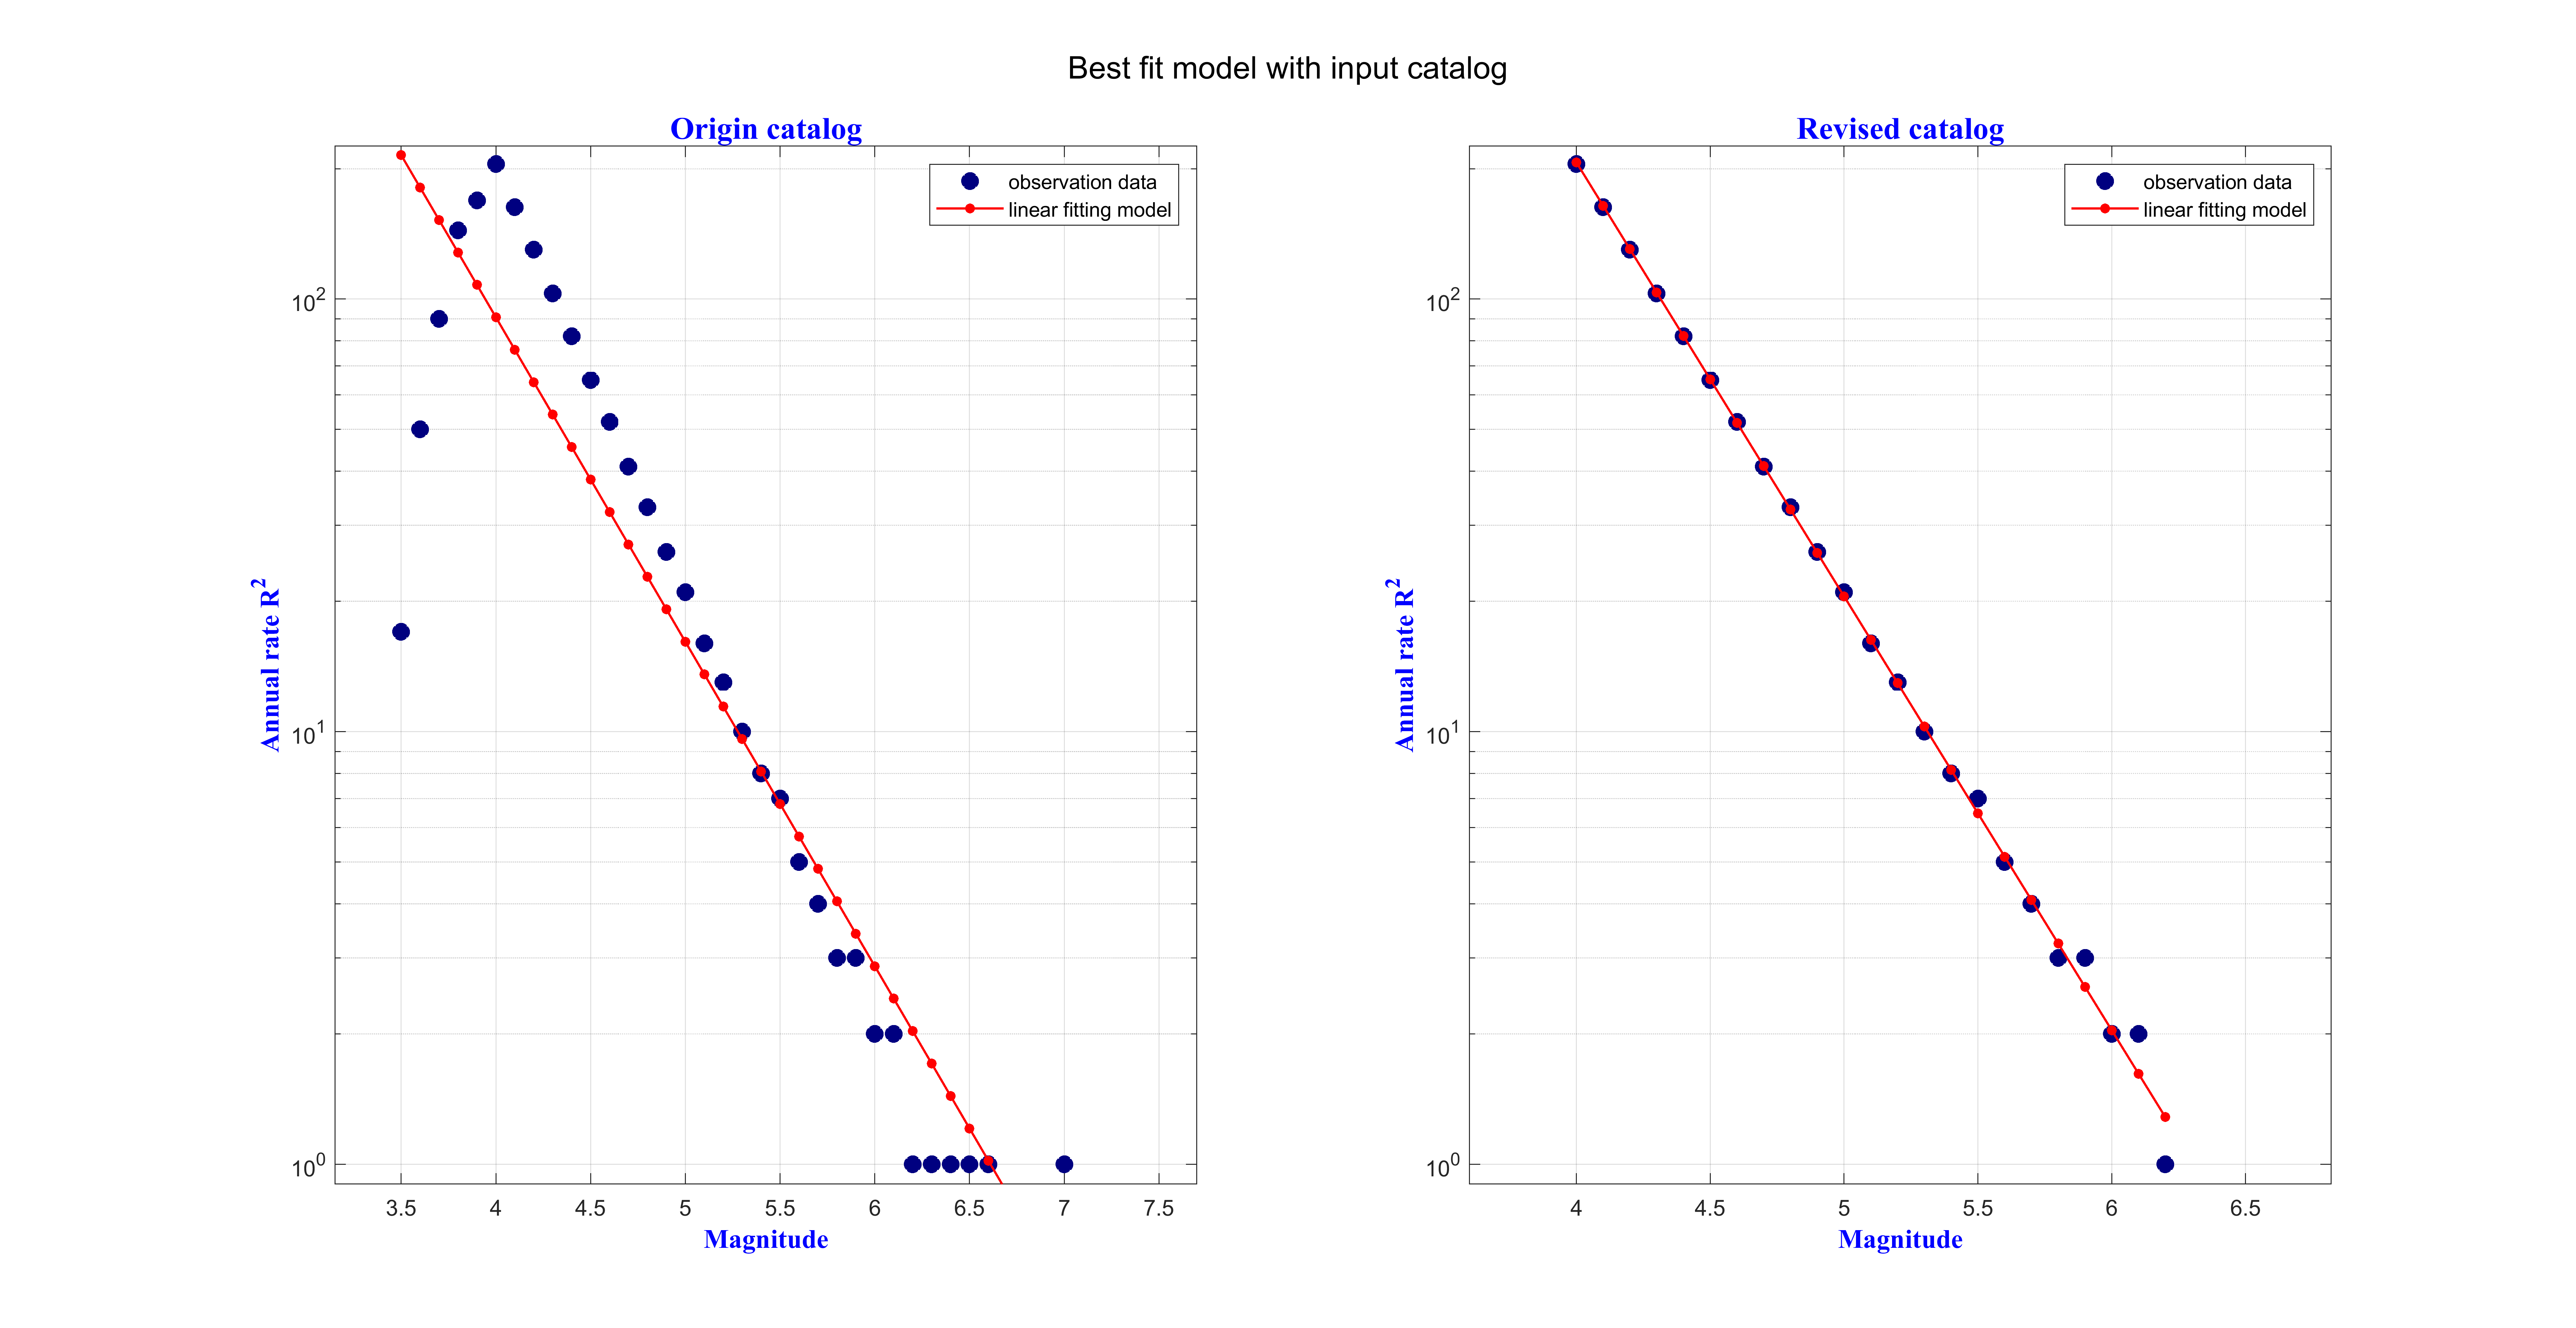 Best fit model with input catalog
Origin catalog
observation data
linear fitting model
10^2
10^1
10^0
Annual rate R^2
3.5 4 4.5 5 5.5 6 6.5 7 7.5
Magnitude
Revised catalog
observation data
linear fitting model
10^2
10^1
10^0
Annual rate R^2
4 4.5 5 5.5 6 6.5
Magnitude